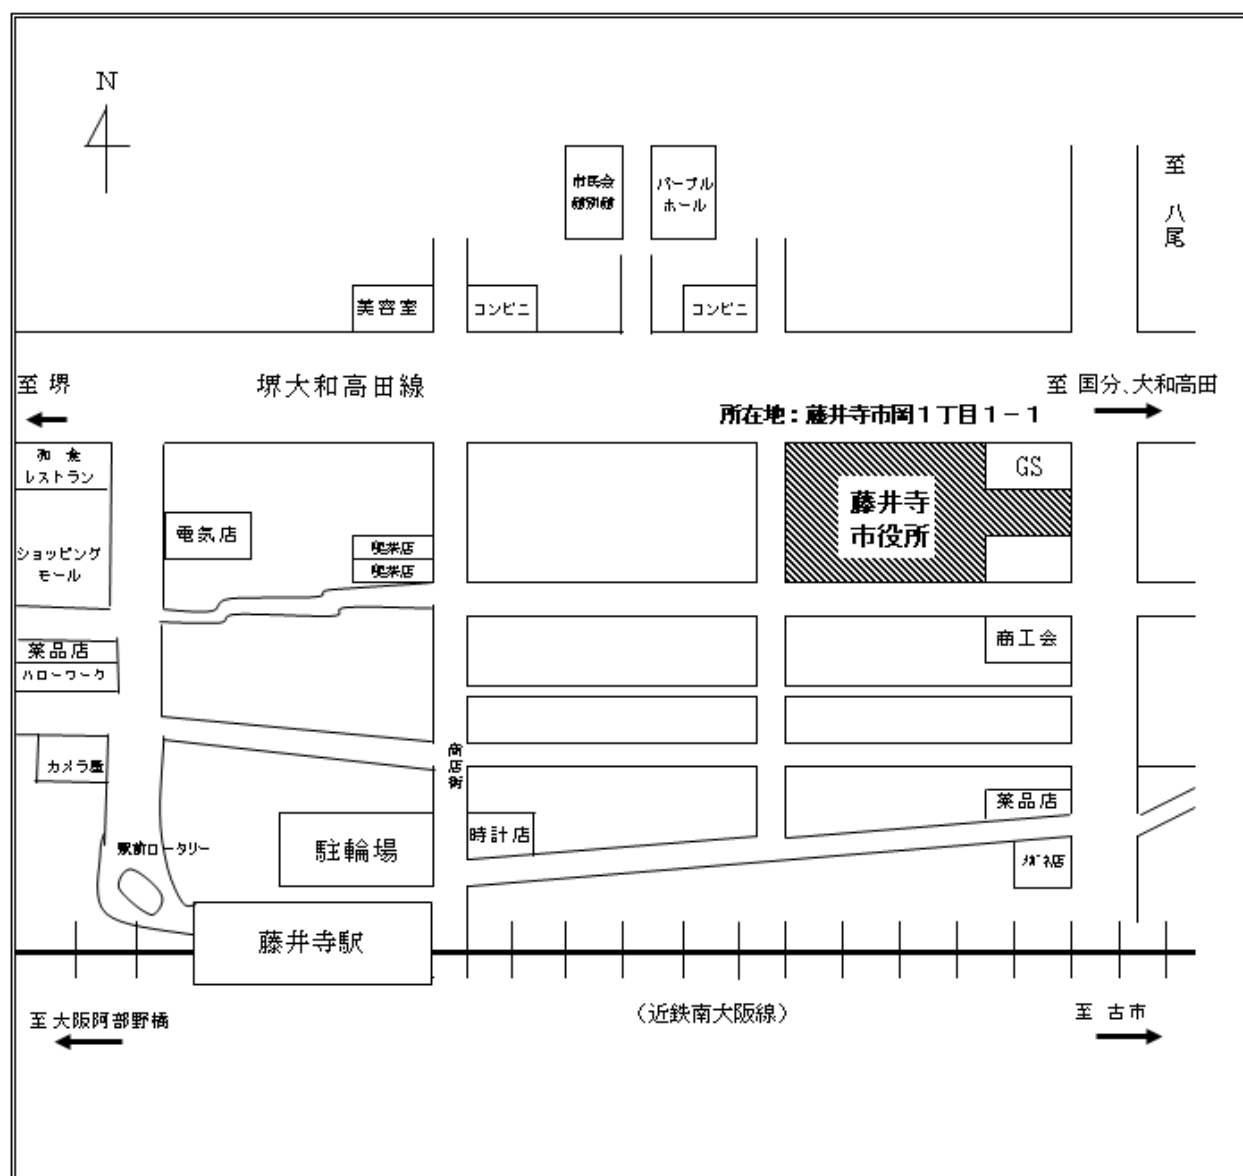 N
市民会
館別館
パープル
ホール
至
八
尾
美容室
コンビニ
コンビニ
至 堺
堺大和高田線
至 国分、大和高田
所在地：藤井寺市岡１丁目１－１
和 食
レストラン
GS
藤井寺
市役所
電気店
喫茶店
喫茶店
ショッピング
モール
薬品店
ハローワーク
商工会
商店街
カメラ屋
薬品店
時計店
駐輪場
駅前ロータリー
ﾒｶﾞﾈ店
藤井寺駅
至 大阪阿部野橋
（近鉄南大阪線）
至 古市